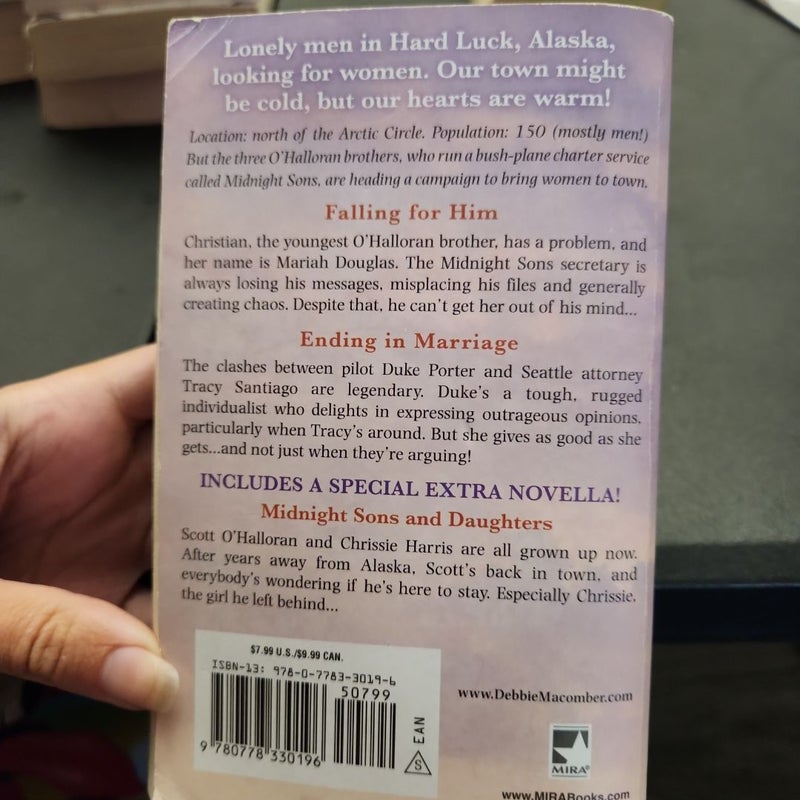 Lonely men in Hard Luck, Alaska,
looking for women. Our town might
be cold, but our hearts are warm!
Location: north of the Arctic Circle. Population: 150 (mostly men!)
But the three O'Halloran brothers, who run a bush-plane charter service
called Midnight Sons, are heading a campaign to bring women to town.
Falling for Him
Christian, the youngest O'Halloran brother, has a problem, and
her name is Mariah Douglas. The Midnight Sons secretary is
always losing his messages, misplacing his files and generally
creating chaos. Despite that, he can't get her out of his mind...
Ending in Marriage
The clashes between pilot Duke Porter and Seattle attorney
Tracy Santiago are legendary. Duke's a tough, rugged
individualist who delights in expressing outrageous opinions,
particularly when Tracy's around. But she gives as good as she
gets...and not just when they're arguing!
INCLUDES A SPECIAL EXTRA NOVELLA!
Midnight Sons and Daughters
Scott O'Halloran and Chrissie Harris are all grown up now.
After years away from Alaska, Scott's back in town, and
everybody's wondering if he's here to stay. Especially Chrissie,
the girl he left behind...
$7.99 U.S./$9.99 CAN.
ISBN-13: 978-0-7783-3019-6
50799
9 780778 330196
EAN
S
www.DebbieMacomber.com
MIRA®
www.MIRABooks.com